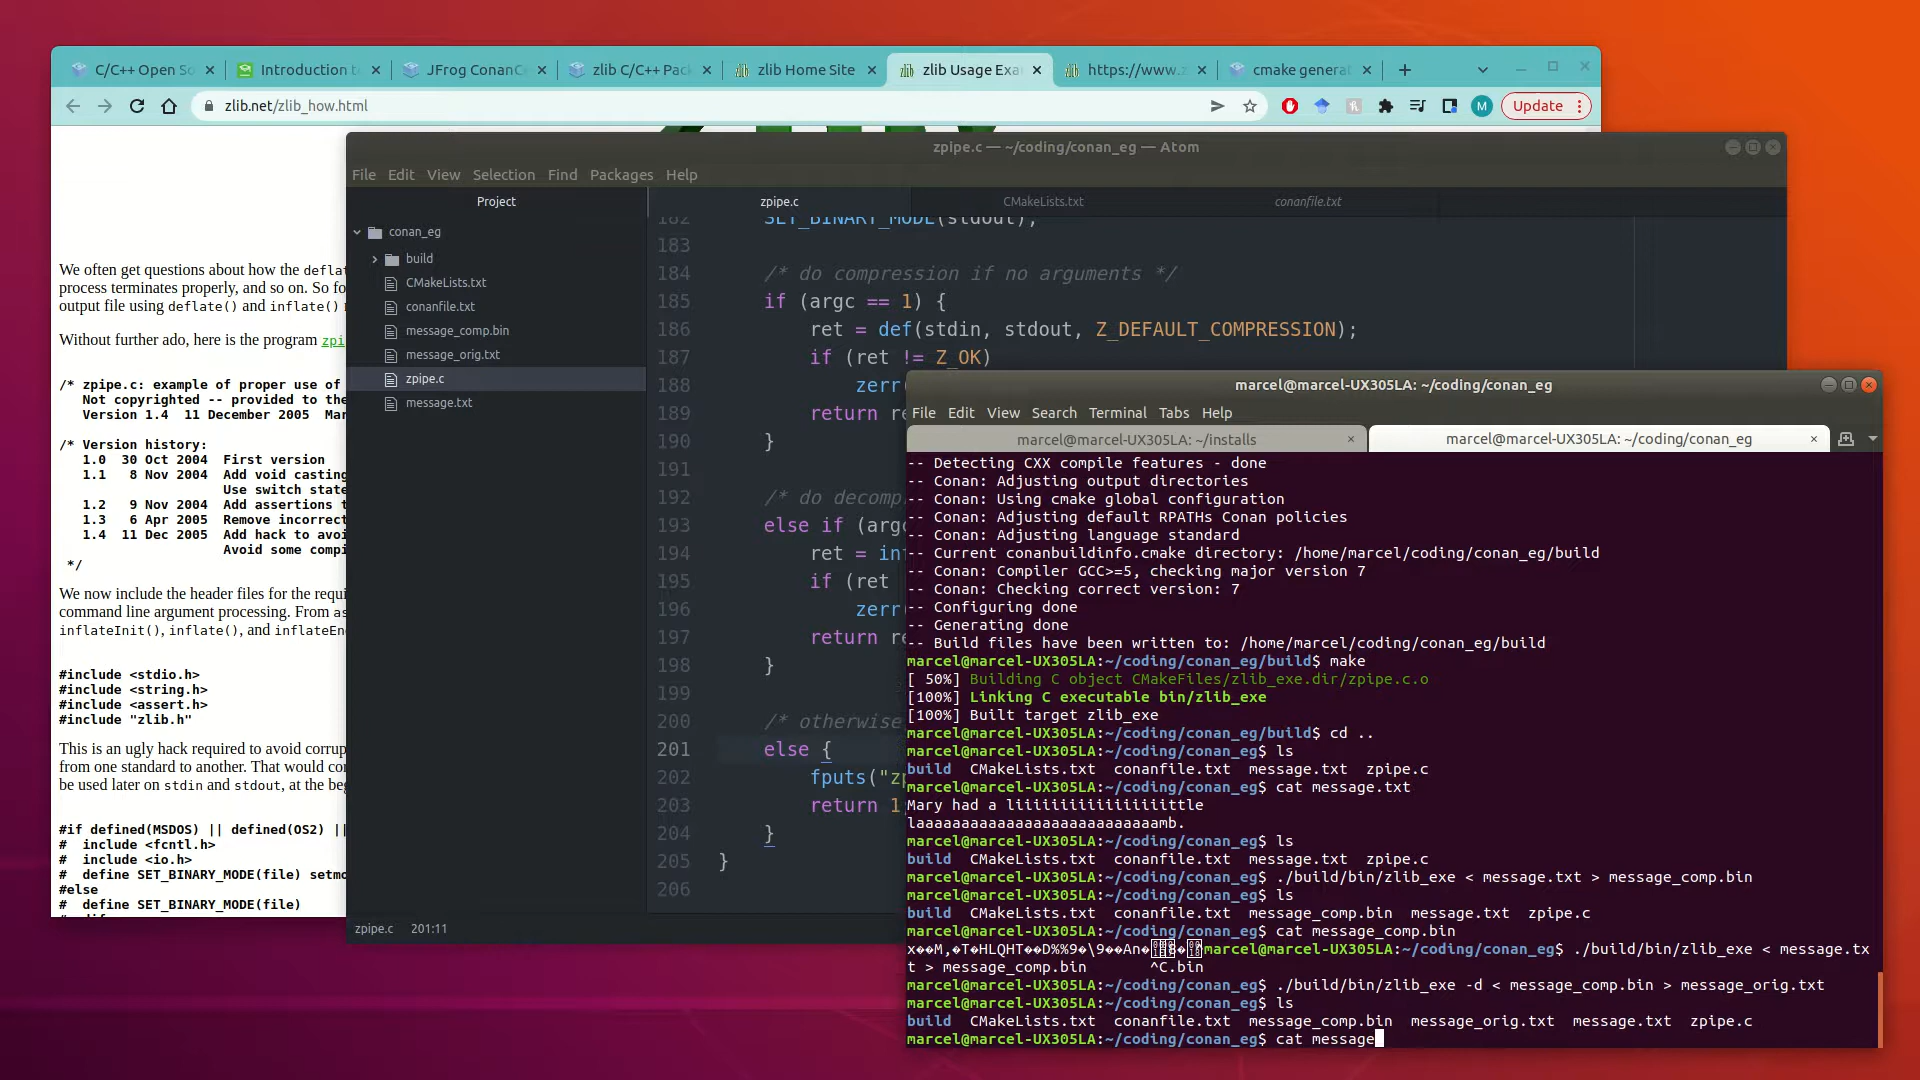 C/C++ Open So
Introduction t
JFrog ConanCe
zlib C/C++ Pack
zlib Home Site
zlib Usage Exa
https://www.z
cmake generat
zlib.net/zlib_how.html
M
Update
We often get questions about how the deflat
process terminates properly, and so on. So fo
output file using deflate() and inflate()
Without further ado, here is the program zpi
/* zpipe.c: example of proper use of
Not copyrighted -- provided to the
Version 1.4 11 December 2005 Mar
/* Version history:
1.0 30 Oct 2004 First version
1.1 8 Nov 2004 Add void casting
Use switch state
1.2 9 Nov 2004 Add assertions t
1.3 6 Apr 2005 Remove incorrect
1.4 11 Dec 2005 Add hack to avoi
Avoid some compi
*/
We now include the header files for the requi
command line argument processing. From as
inflateInit(), inflate(), and inflateEn
#include <stdio.h>
#include <string.h>
#include <assert.h>
#include "zlib.h"
This is an ugly hack required to avoid corrup
from one standard to another. That would cor
be used later on stdin and stdout, at the beg
#if defined(MSDOS) || defined(OS2) ||
# include <fcntl.h>
# include <io.h>
# define SET_BINARY_MODE(file) setmo
#else
# define SET_BINARY_MODE(file)
zpipe.c — ~/coding/conan_eg — Atom
File Edit View Selection Find Packages Help
Project
conan_eg
build
CMakeLists.txt
conanfile.txt
message_comp.bin
message_orig.txt
zpipe.c
message.txt
zpipe.c
CMakeLists.txt
conanfile.txt
182 SET_BINARY_MODE(stdout);
183
184 /* do compression if no arguments */
185 if (argc == 1) {
186 ret = def(stdin, stdout, Z_DEFAULT_COMPRESSION);
187 if (ret != Z_OK)
188 zerr(
189 return re
190 }
191
192 /* do decomp
193 else if (argc
194 ret = inf
195 if (ret
196 zerr(
197 return re
198 }
199
200 /* otherwise
201 else {
202 fputs("zp
203 return 1;
204 }
205 }
206
zpipe.c 201:11
marcel@marcel-UX305LA: ~/coding/conan_eg
File Edit View Search Terminal Tabs Help
marcel@marcel-UX305LA: ~/installs
marcel@marcel-UX305LA: ~/coding/conan_eg
-- Detecting CXX compile features - done
-- Conan: Adjusting output directories
-- Conan: Using cmake global configuration
-- Conan: Adjusting default RPATHs Conan policies
-- Conan: Adjusting language standard
-- Current conanbuildinfo.cmake directory: /home/marcel/coding/conan_eg/build
-- Conan: Compiler GCC>=5, checking major version 7
-- Conan: Checking correct version: 7
-- Configuring done
-- Generating done
-- Build files have been written to: /home/marcel/coding/conan_eg/build
marcel@marcel-UX305LA:~/coding/conan_eg/build$ make
[ 50%] Building C object CMakeFiles/zlib_exe.dir/zpipe.c.o
[100%] Linking C executable bin/zlib_exe
[100%] Built target zlib_exe
marcel@marcel-UX305LA:~/coding/conan_eg/build$ cd ..
marcel@marcel-UX305LA:~/coding/conan_eg$ ls
build CMakeLists.txt conanfile.txt message.txt zpipe.c
marcel@marcel-UX305LA:~/coding/conan_eg$ cat message.txt
Mary had a liiiiiiiiiiiiiiiiiittle
laaaaaaaaaaaaaaaaaaaaaaaaaamb.
marcel@marcel-UX305LA:~/coding/conan_eg$ ls
build CMakeLists.txt conanfile.txt message.txt zpipe.c
marcel@marcel-UX305LA:~/coding/conan_eg$ ./build/bin/zlib_exe < message.txt > message_comp.bin
marcel@marcel-UX305LA:~/coding/conan_eg$ ls
build CMakeLists.txt conanfile.txt message_comp.bin message.txt zpipe.c
marcel@marcel-UX305LA:~/coding/conan_eg$ cat message_comp.bin
x��M,�T�HLQHT��D%%9�\9��An� � marcel@marcel-UX305LA:~/coding/conan_eg$ ./build/bin/zlib_exe < message.tx
t > message_comp.bin ^C.bin
marcel@marcel-UX305LA:~/coding/conan_eg$ ./build/bin/zlib_exe -d < message_comp.bin > message_orig.txt
marcel@marcel-UX305LA:~/coding/conan_eg$ ls
build CMakeLists.txt conanfile.txt message_comp.bin message_orig.txt message.txt zpipe.c
marcel@marcel-UX305LA:~/coding/conan_eg$ cat message